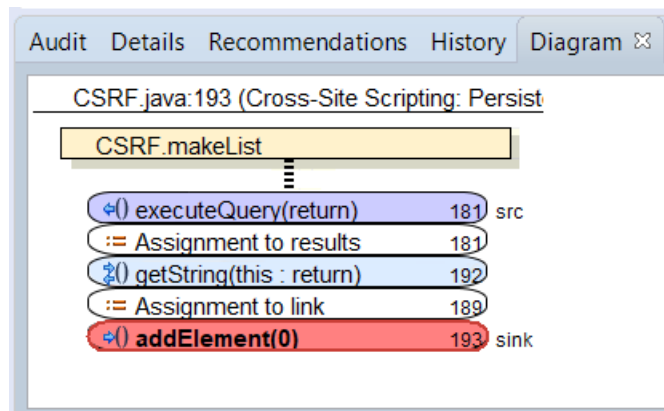 Audit Details Recommendations History Diagram
CSRF.java:193 (Cross-Site Scripting: Persist
CSRF.makeList
executeQuery(return) 181 src
:= Assignment to results 181
getString(this : return) 192
:= Assignment to link 189
addElement(0) 193 sink